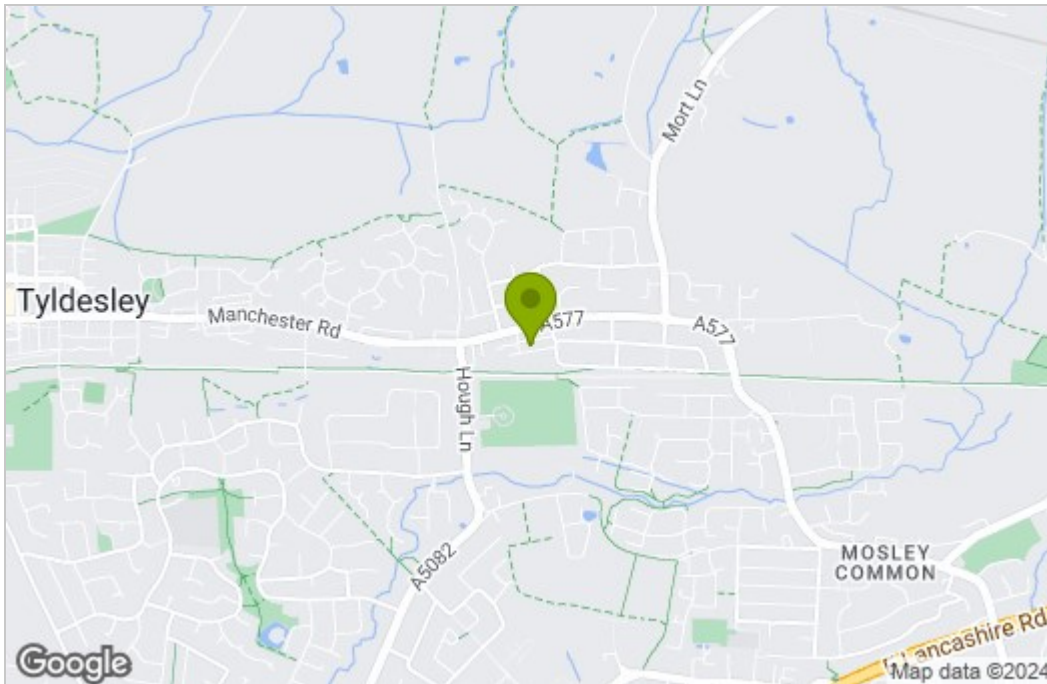 Mort Ln
Tyldesley
Manchester Rd
A577
A577
Hough Ln
A5082
MOSLEY
COMMON
Lancashire Rd
Google
Map data ©2024